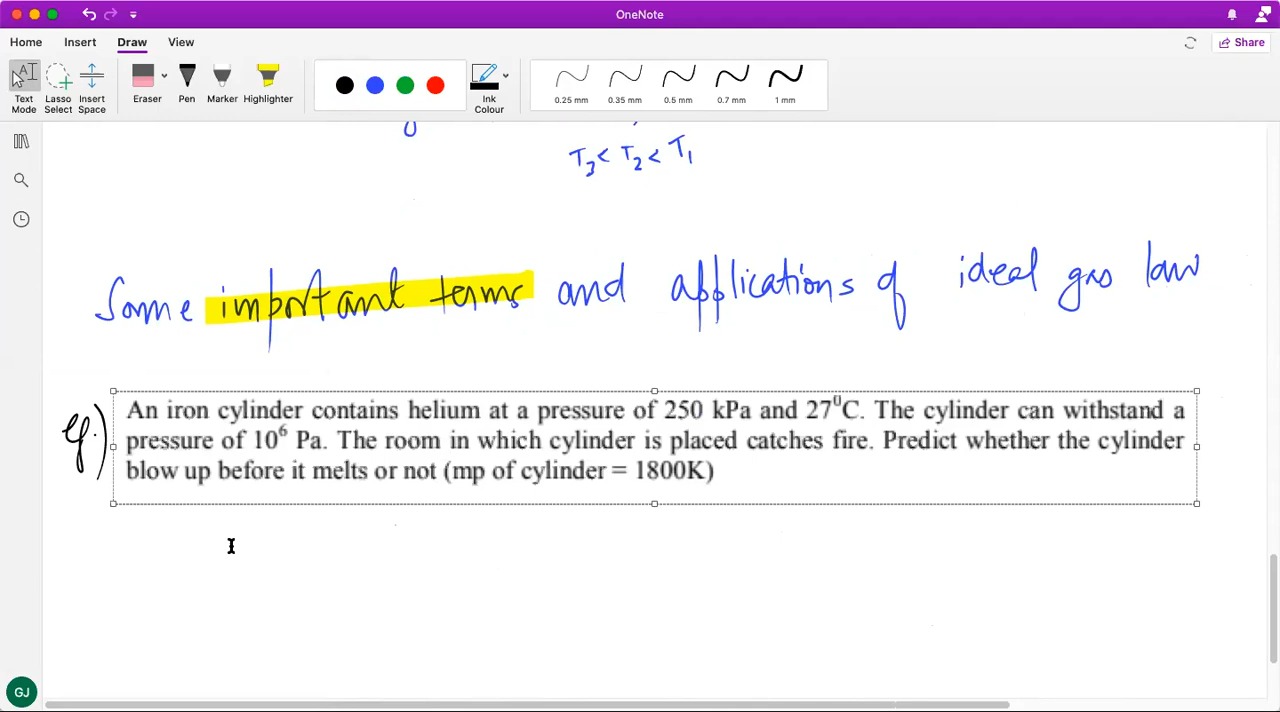 OneNote
Home Insert Draw View
Share
Text Mode
Lasso Select
Insert Space
Eraser
Pen
Marker
Highlighter
Ink Colour
0.25 mm
0.35 mm
0.5 mm
0.7 mm
1 mm
T₃ < T₂ < T₁
Some important terms and applications of ideal gas law
eg.)
An iron cylinder contains helium at a pressure of 250 kPa and 27⁰C. The cylinder can withstand a
pressure of 10⁶ Pa. The room in which cylinder is placed catches fire. Predict whether the cylinder
blow up before it melts or not (mp of cylinder = 1800K)
GJ